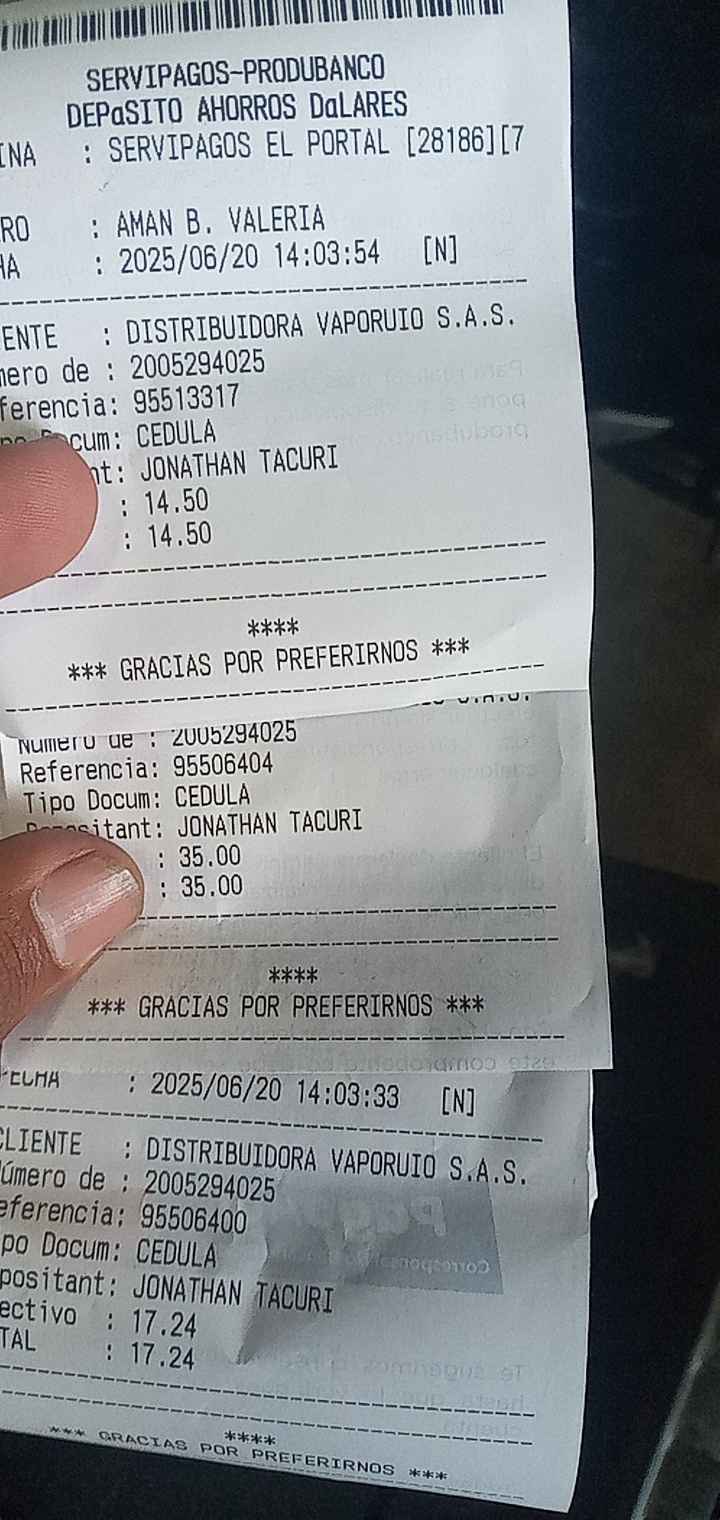 SERVIPAGOS-PRODUBANCO
DEPaSITO AHORROS DaLARES
INA : SERVIPAGOS EL PORTAL [28186][7
RO : AMAN B. VALERIA
HA : 2025/06/20 14:03:54 [N]
ENTE : DISTRIBUIDORA VAPORUIO S.A.S.
mero de : 2005294025
ferencia: 95513317
Docum: CEDULA
nt: JONATHAN TACURI
: 14.50
: 14.50
****
*** GRACIAS POR PREFERIRNOS ***
Número de : 2005294025
Referencia: 95506404
Tipo Docum: CEDULA
Depositant: JONATHAN TACURI
: 35.00
: 35.00
****
*** GRACIAS POR PREFERIRNOS ***
FECHA : 2025/06/20 14:03:33 [N]
CLIENTE : DISTRIBUIDORA VAPORUIO S.A.S.
úmero de : 2005294025
eferencia: 95506400
po Docum: CEDULA
positant: JONATHAN TACURI
ectivo : 17.24
TAL : 17.24
****
*** GRACIAS POR PREFERIRNOS ***